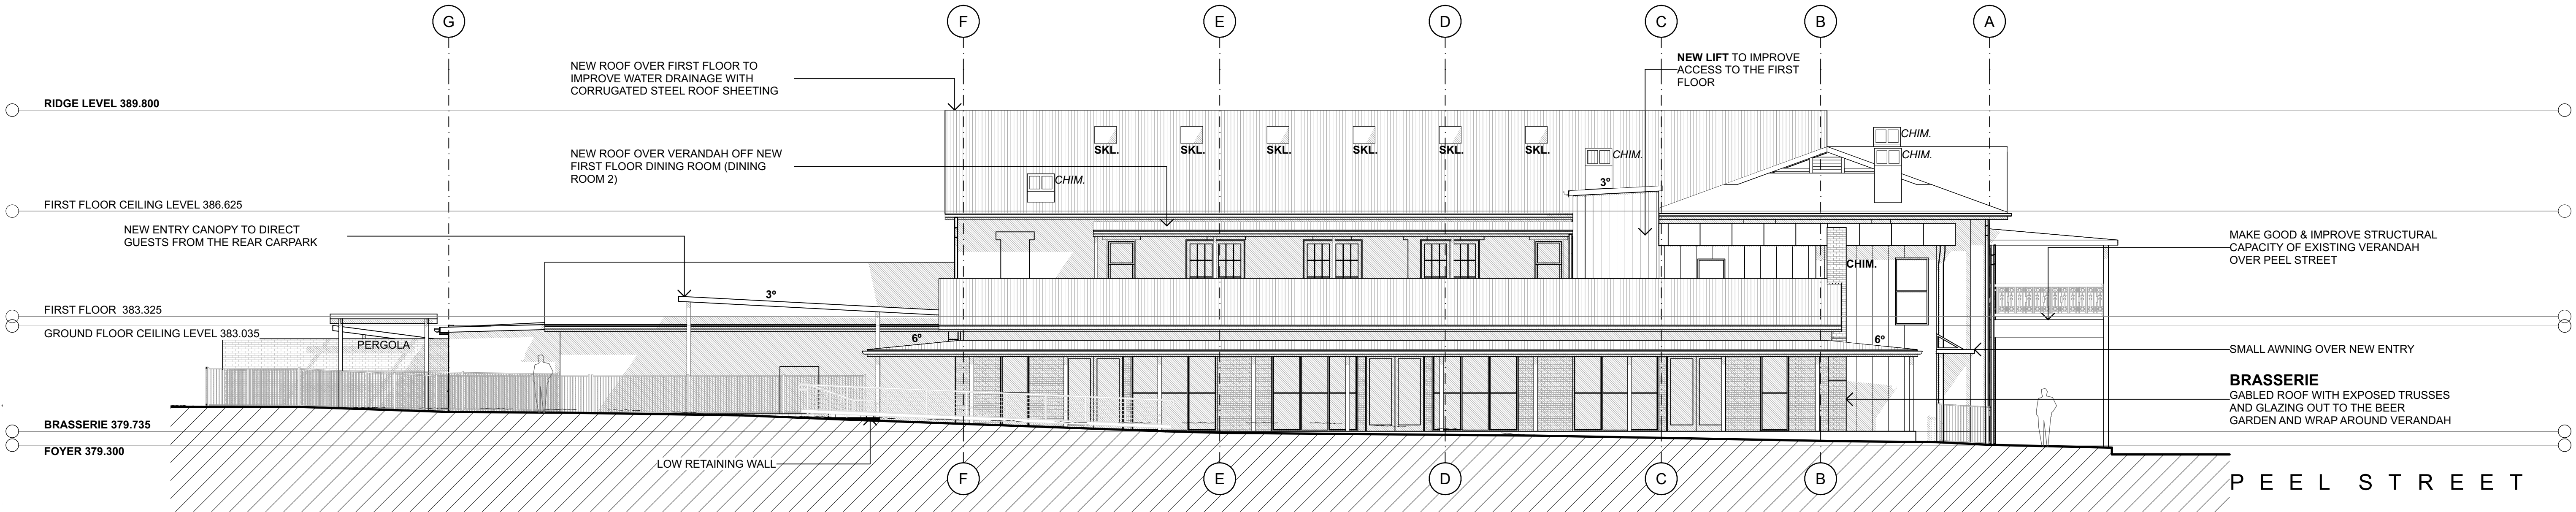 G
F
E
D
C
B
A
NEW ROOF OVER FIRST FLOOR TO
IMPROVE WATER DRAINAGE WITH
CORRUGATED STEEL ROOF SHEETING
NEW LIFT TO IMPROVE
ACCESS TO THE FIRST
FLOOR
RIDGE LEVEL 389.800
SKL.
SKL.
SKL.
SKL.
SKL.
SKL.
CHIM.
CHIM.
CHIM.
NEW ROOF OVER VERANDAH OFF NEW
FIRST FLOOR DINING ROOM (DINING
ROOM 2)
CHIM.
3º
FIRST FLOOR CEILING LEVEL 386.625
NEW ENTRY CANOPY TO DIRECT
GUESTS FROM THE REAR CARPARK
MAKE GOOD & IMPROVE STRUCTURAL
CAPACITY OF EXISTING VERANDAH
OVER PEEL STREET
CHIM.
3º
FIRST FLOOR 383.325
GROUND FLOOR CEILING LEVEL 383.035
PERGOLA
6º
6º
SMALL AWNING OVER NEW ENTRY
BRASSERIE
GABLED ROOF WITH EXPOSED TRUSSES
AND GLAZING OUT TO THE BEER
GARDEN AND WRAP AROUND VERANDAH
BRASSERIE 379.735
FOYER 379.300
LOW RETAINING WALL
F
E
D
C
B
PEEL STREET